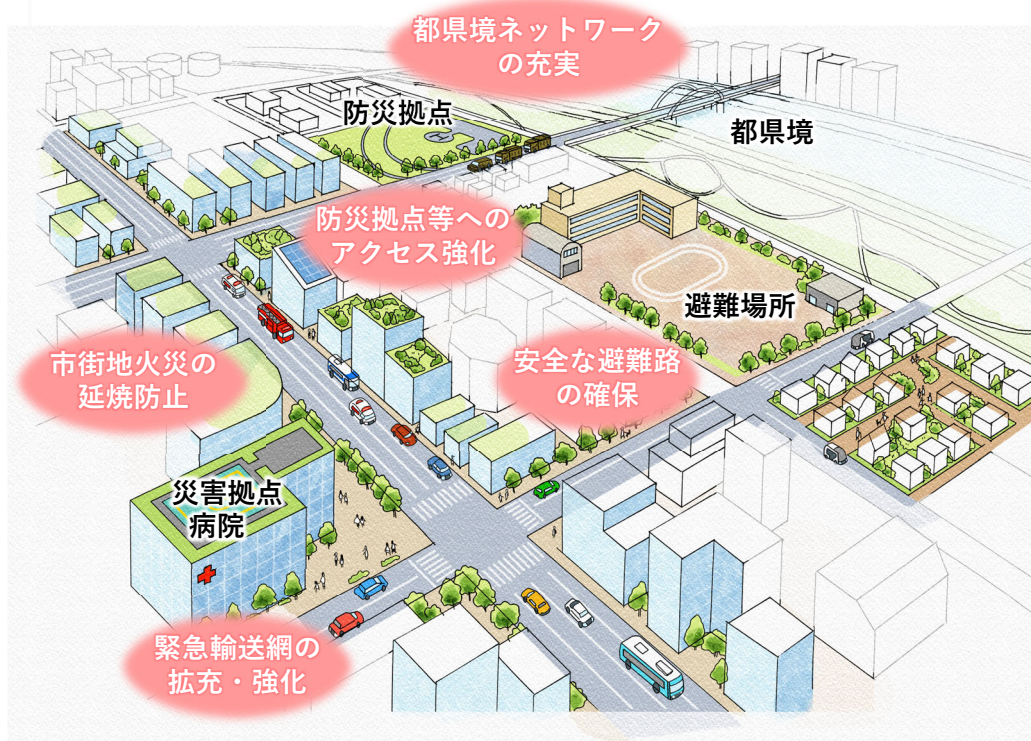 都県境ネットワーク
の充実
防災拠点
都県境
防災拠点等への
アクセス強化
避難場所
市街地火災の
延焼防止
安全な避難路
の確保
災害拠点
病院
緊急輸送網の
拡充・強化